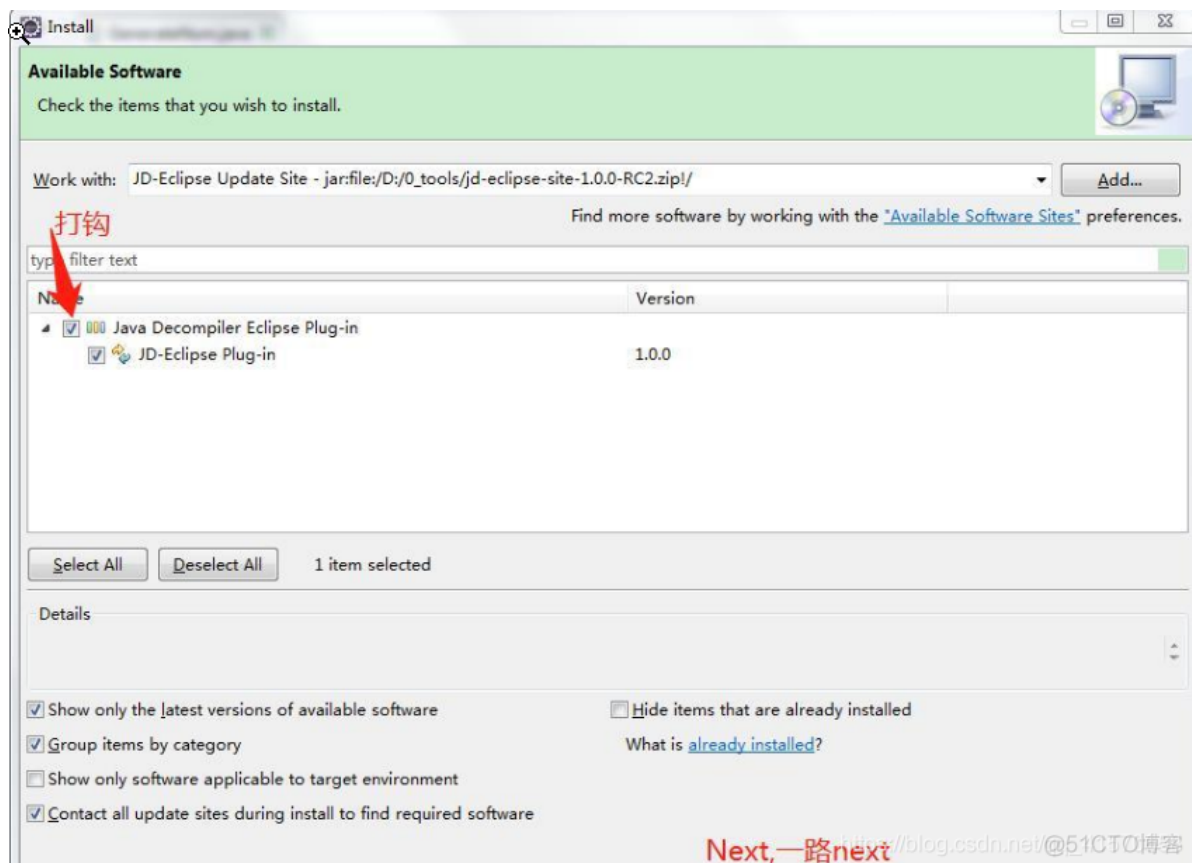 Install
Available Software
Check the items that you wish to install.
Work with: JD-Eclipse Update Site - jar:file:/D:/0_tools/jd-eclipse-site-1.0.0-RC2.zip!/ Add...
打钩
Find more software by working with the "Available Software Sites" preferences.
filter text
Name Version
Java Decompiler Eclipse Plug-in
JD-Eclipse Plug-in 1.0.0
Select All Deselect All 1 item selected
Details
Show only the latest versions of available software Hide items that are already installed
Group items by category What is already installed?
Show only software applicable to target environment
Contact all update sites during install to find required software
Next,一路next
//blog.csdn.net/ @51CTO博客